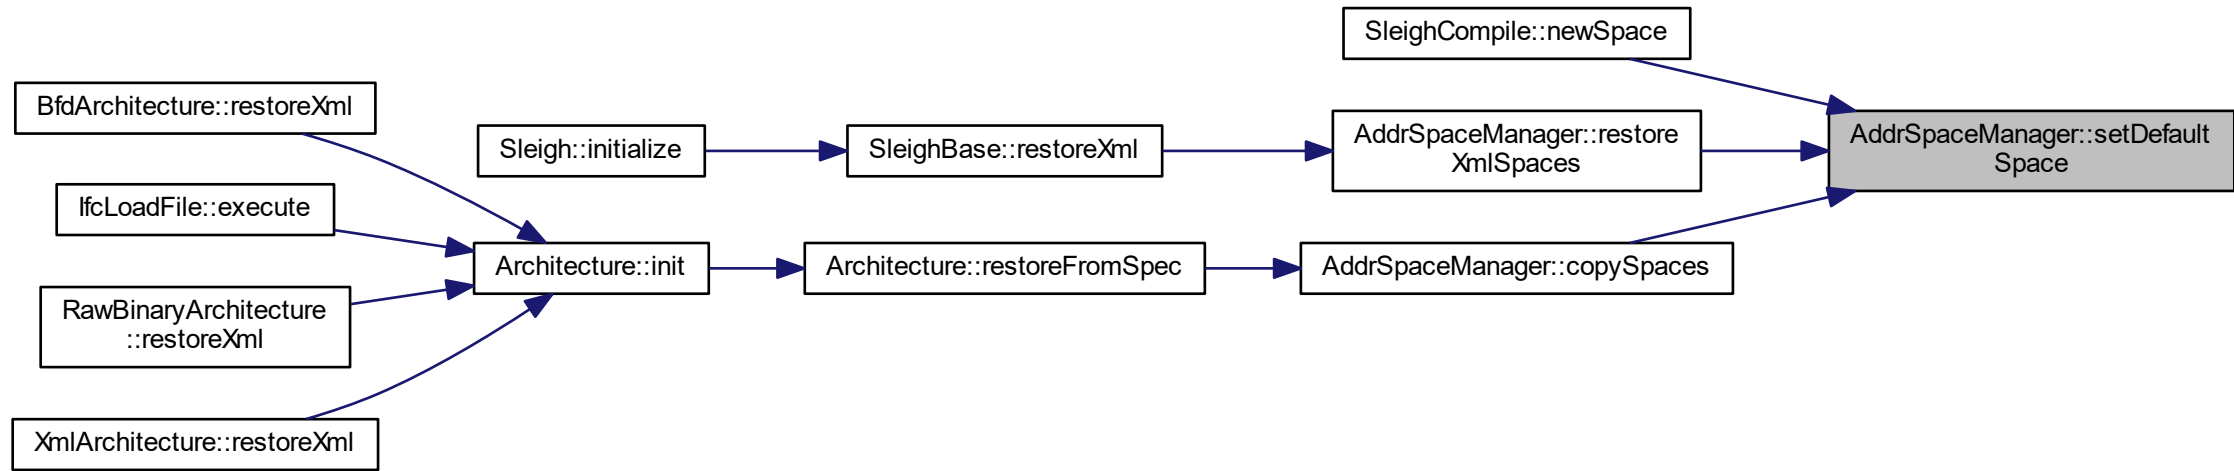 SleighCompile::newSpace
BfdArchitecture::restoreXml
Sleigh::initialize
SleighBase::restoreXml
AddrSpaceManager::restore
XmlSpaces
AddrSpaceManager::setDefault
Space
IfcLoadFile::execute
Architecture::init
Architecture::restoreFromSpec
AddrSpaceManager::copySpaces
RawBinaryArchitecture
::restoreXml
XmlArchitecture::restoreXml